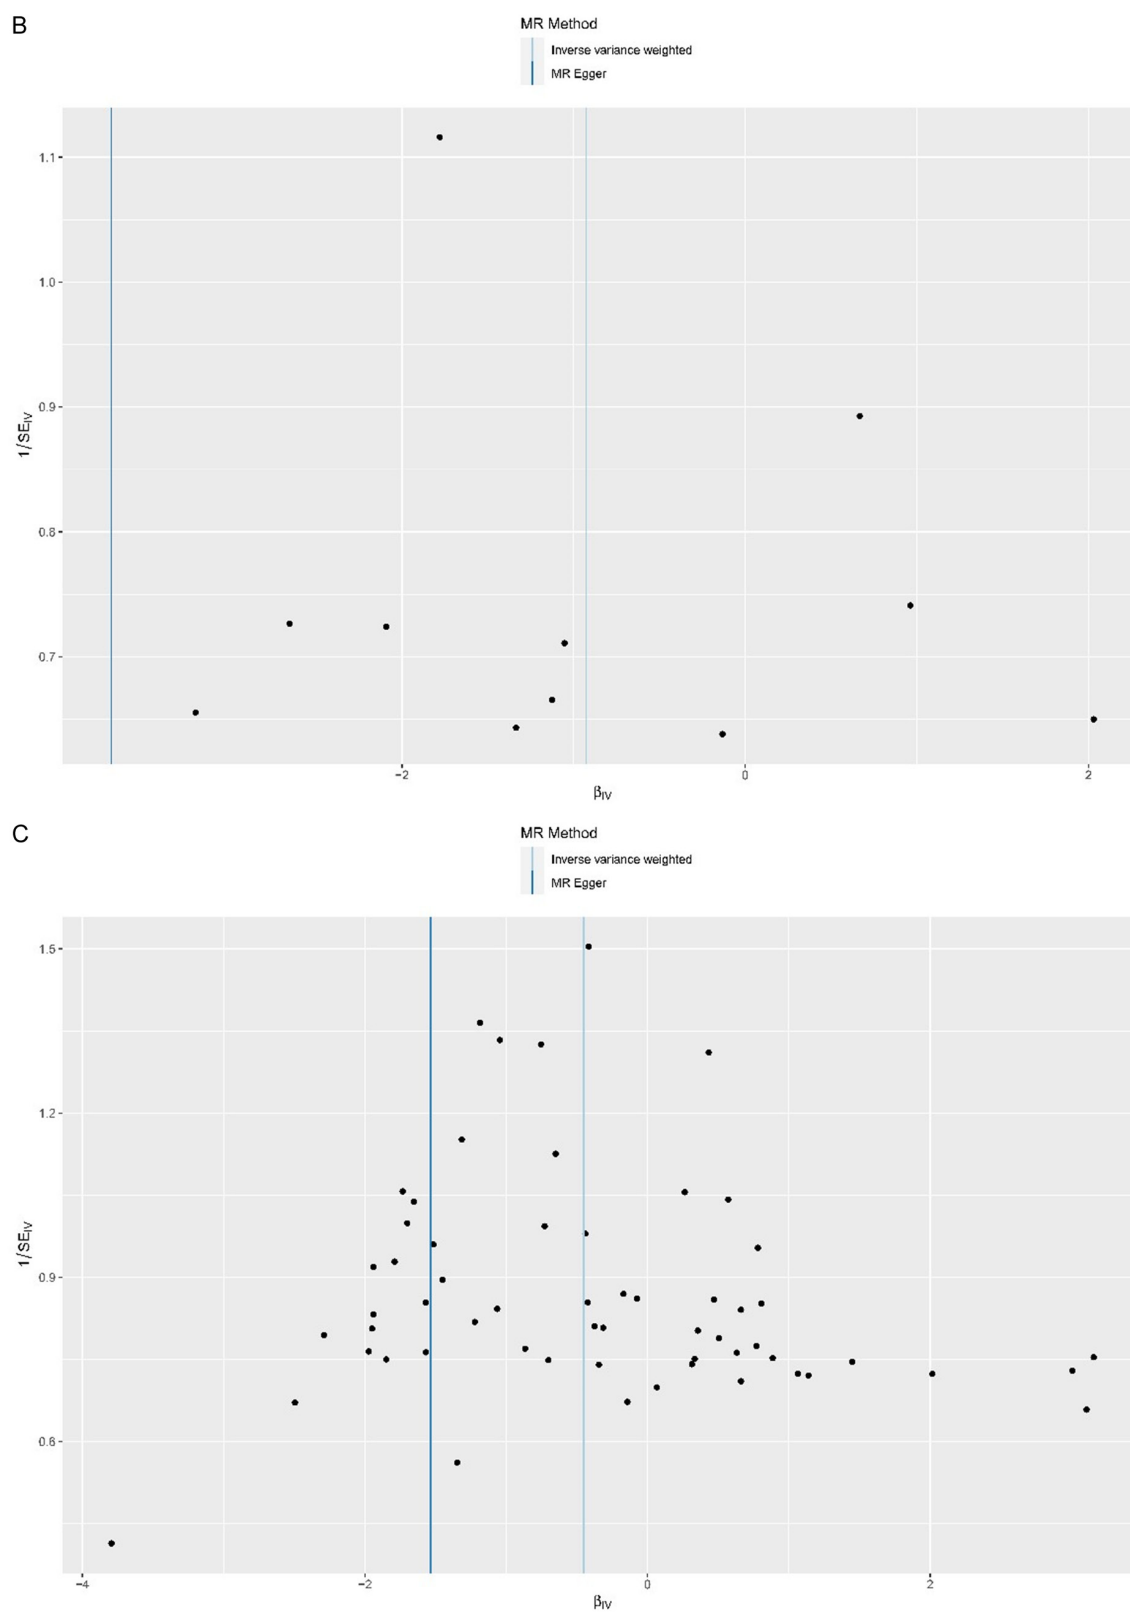 B
MR Method
Inverse variance weighted
MR Egger
1.1
1.0
0.9
0.8
0.7
1/SE_IV
−2
0
2
β_IV
C
MR Method
Inverse variance weighted
MR Egger
1.5
1.2
0.9
0.6
1/SE_IV
−4
−2
0
2
β_IV